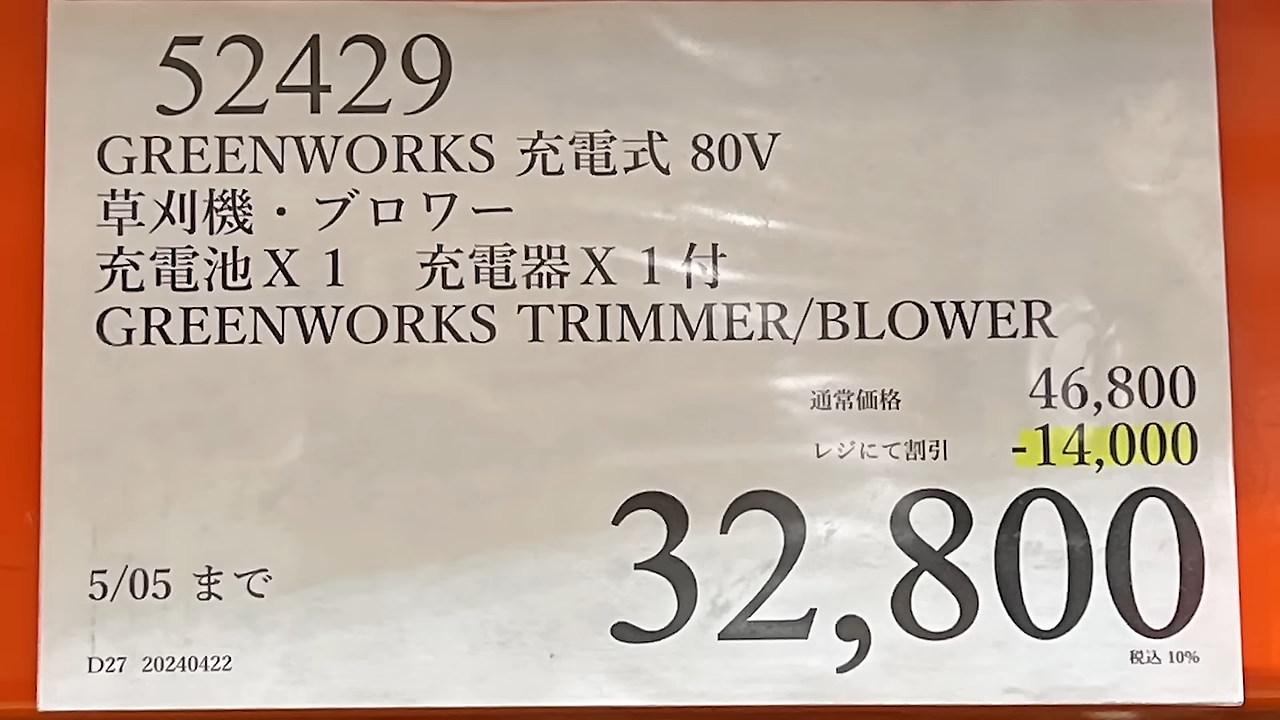 52429
GREENWORKS 充電式 80V
草刈機・ブロワー
充電池X 1　充電器X 1 付
GREENWORKS TRIMMER/BLOWER
通常価格 46,800
レジにて割引 -14,000
32,800
5/05 まで
税込 10%
D27 20240422